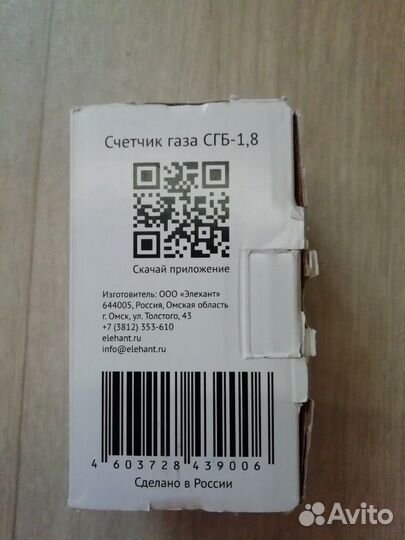 Счетчик газа СГБ-1,8
Скачай приложение
Изготовитель: ООО «Элехант»
644005, Россия, Омская область
г. Омск, ул. Толстого, 43
+7 (3812) 353-610
elehant.ru
info@elehant.ru
4 603728 439006
Сделано в России
Avito